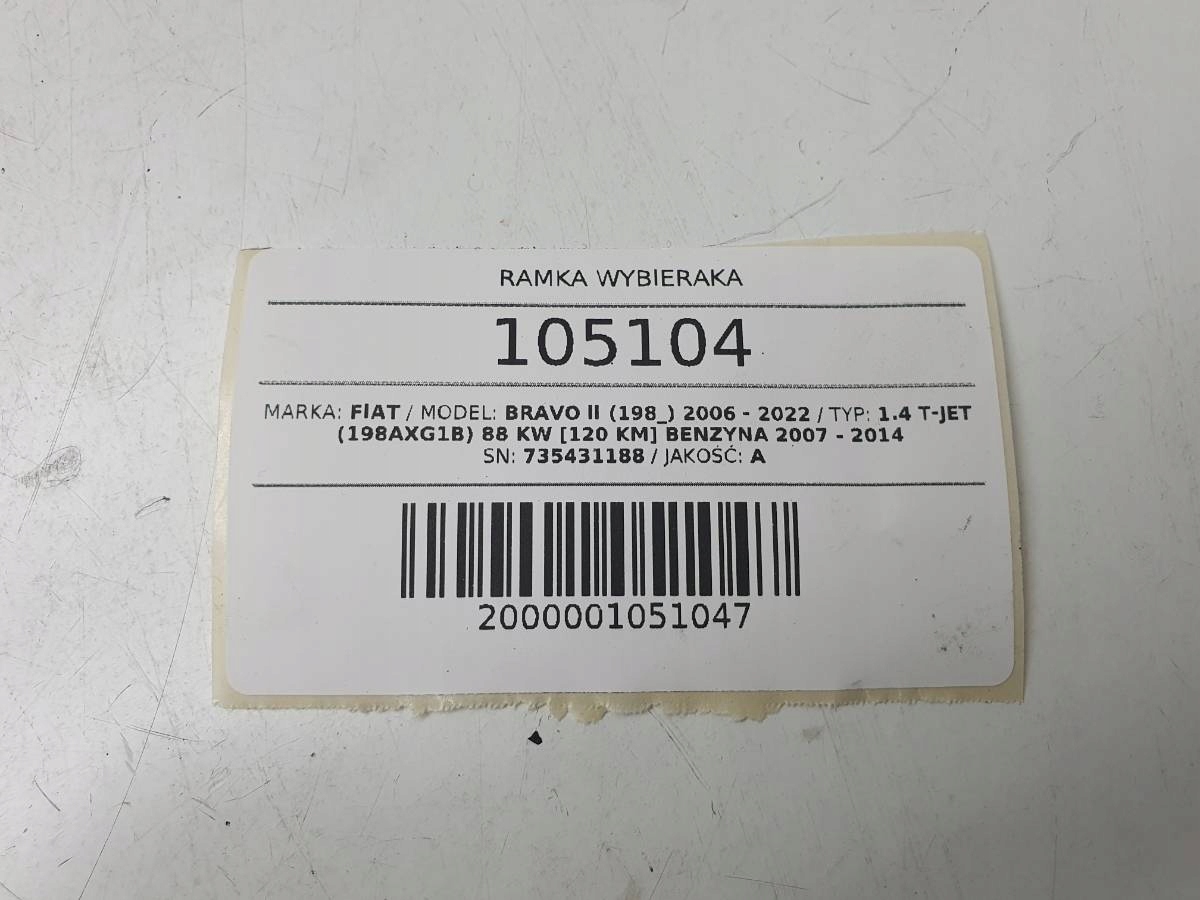 RAMKA WYBIERAKA
105104
MARKA: FIAT / MODEL: BRAVO II (198_) 2006 - 2022 / TYP: 1.4 T-JET
(198AXG1B) 88 KW [120 KM] BENZYNA 2007 - 2014
SN: 735431188 / JAKOŚĆ: A
2000001051047